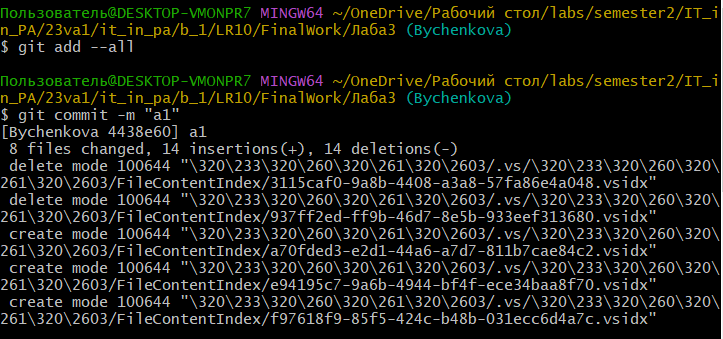 Пользователь@DESKTOP-VMONPR7 MINGW64 ~/OneDrive/Рабочий стол/labs/semester2/IT_i
n_PA/23va1/it_in_pa/b_1/LR10/FinalWork/Лаба3 (Bychenkova)
$ git add --all
Пользователь@DESKTOP-VMONPR7 MINGW64 ~/OneDrive/Рабочий стол/labs/semester2/IT_i
n_PA/23va1/it_in_pa/b_1/LR10/FinalWork/Лаба3 (Bychenkova)
$ git commit -m "a1"
[Bychenkova 4438e60] a1
 8 files changed, 14 insertions(+), 14 deletions(-)
 delete mode 100644 "\320\233\320\260\320\261\320\2603/.vs/\320\233\320\260\320\
261\320\2603/FileContentIndex/3115caf0-9a8b-4408-a3a8-57fa86e4a048.vsidx"
 delete mode 100644 "\320\233\320\260\320\261\320\2603/.vs/\320\233\320\260\320\
261\320\2603/FileContentIndex/937ff2ed-ff9b-46d7-8e5b-933eef313680.vsidx"
 create mode 100644 "\320\233\320\260\320\261\320\2603/.vs/\320\233\320\260\320\
261\320\2603/FileContentIndex/a70fded3-e2d1-44a6-a7d7-811b7cae84c2.vsidx"
 create mode 100644 "\320\233\320\260\320\261\320\2603/.vs/\320\233\320\260\320\
261\320\2603/FileContentIndex/e94195c7-9a6b-4944-bf4f-ece34baa8f70.vsidx"
 create mode 100644 "\320\233\320\260\320\261\320\2603/.vs/\320\233\320\260\320\
261\320\2603/FileContentIndex/f97618f9-85f5-424c-b48b-031ecc6d4a7c.vsidx"